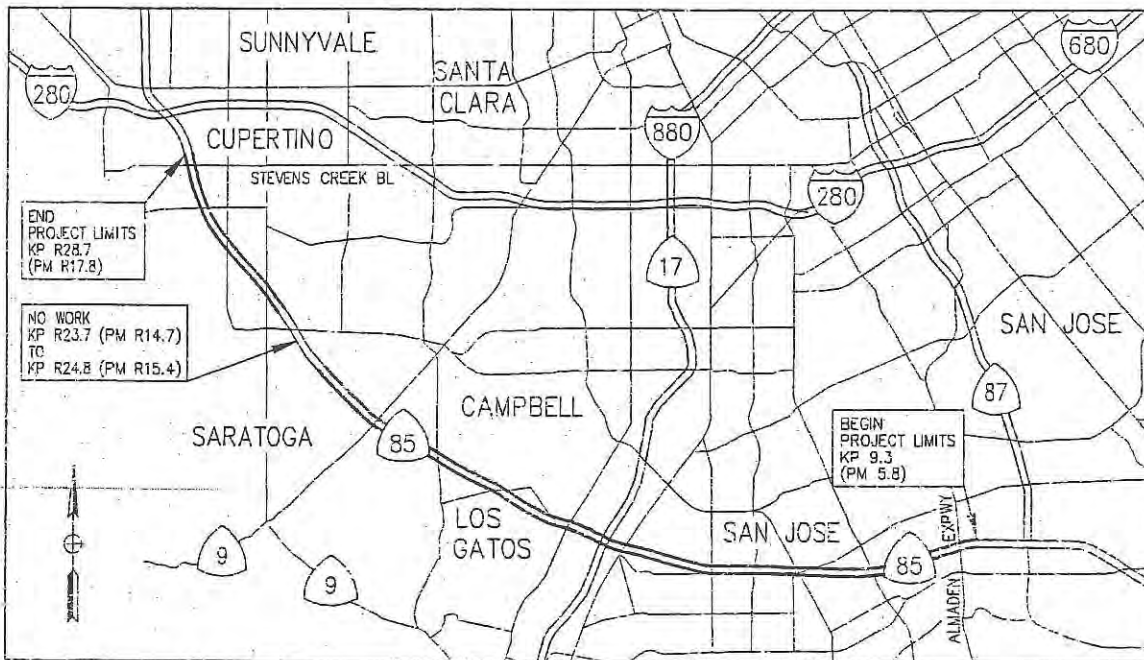 SUNNYVALE
SANTA
CLARA
680
280
880
CUPERTINO
STEVENS CREEK BL
280
END
PROJECT LIMITS
KP R28.7
(PM R17.8)
17
NO WORK
KP R23.7 (PM R14.7)
TO
KP R24.8 (PM R15.4)
SAN JOSE
87
CAMPBELL
SARATOGA
85
BEGIN
PROJECT LIMITS
KP 9.3
(PM 5.8)
LOS
GATOS
SAN JOSE
85
ALMADEN EXPWY
9
9